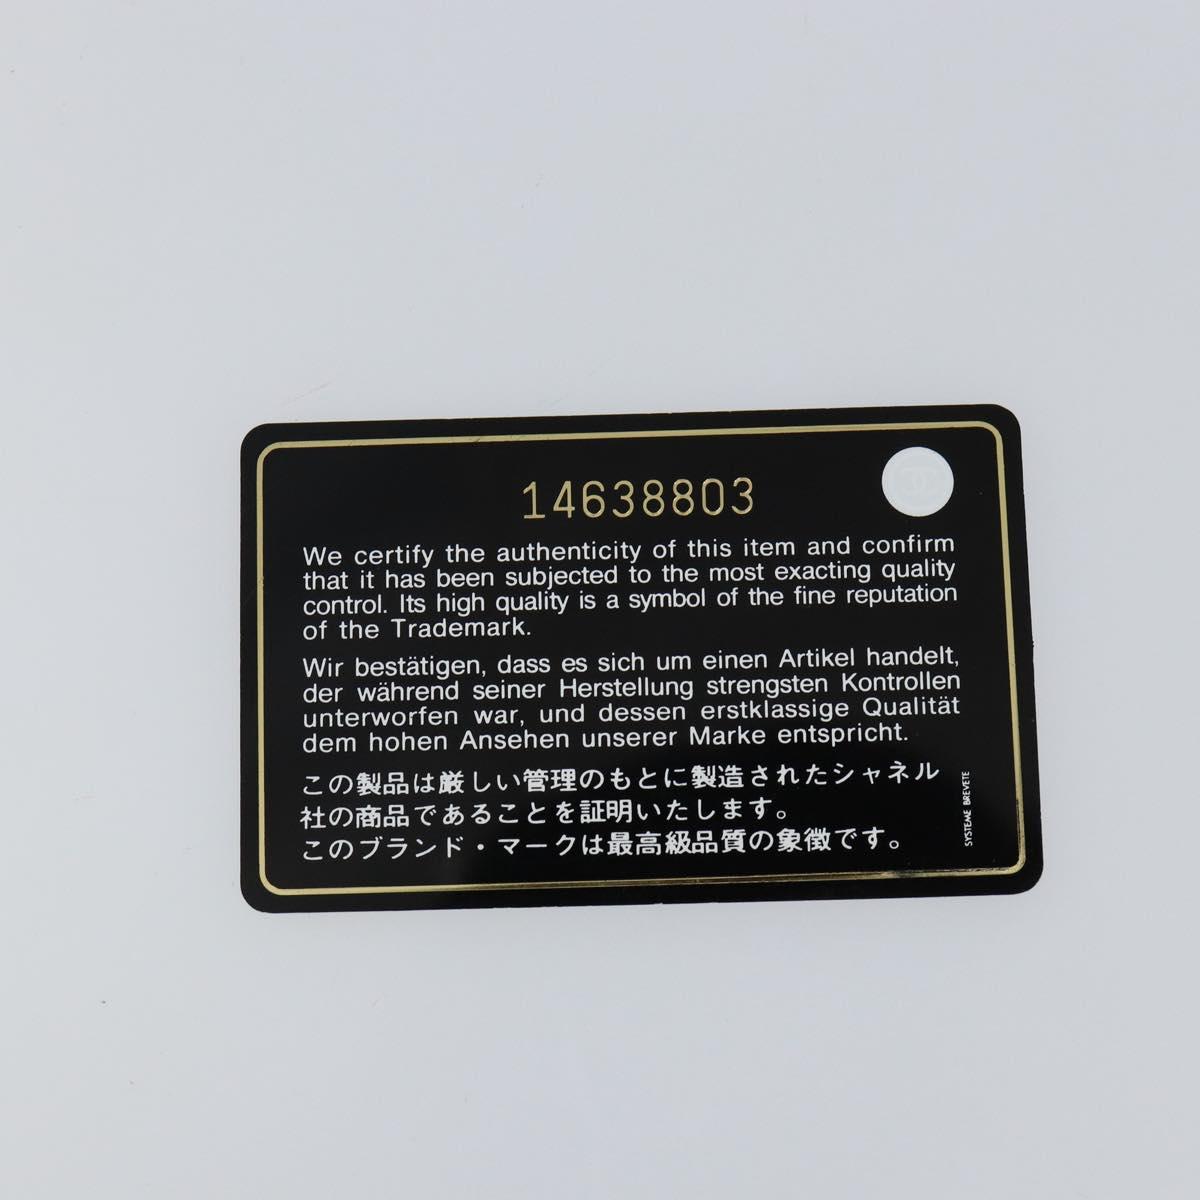 14638803
We certify the authenticity of this item and confirm
that it has been subjected to the most exacting quality
control. Its high quality is a symbol of the fine reputation
of the Trademark.
Wir bestätigen, dass es sich um einen Artikel handelt,
der während seiner Herstellung strengsten Kontrollen
unterworfen war, und dessen erstklassige Qualität
dem hohen Ansehen unserer Marke entspricht.
この製品は厳しい管理のもとに製造されたシャネル
社の商品であることを証明いたします。
このブランド・マークは最高級品質の象徴です。
SYSTEME BREVETE